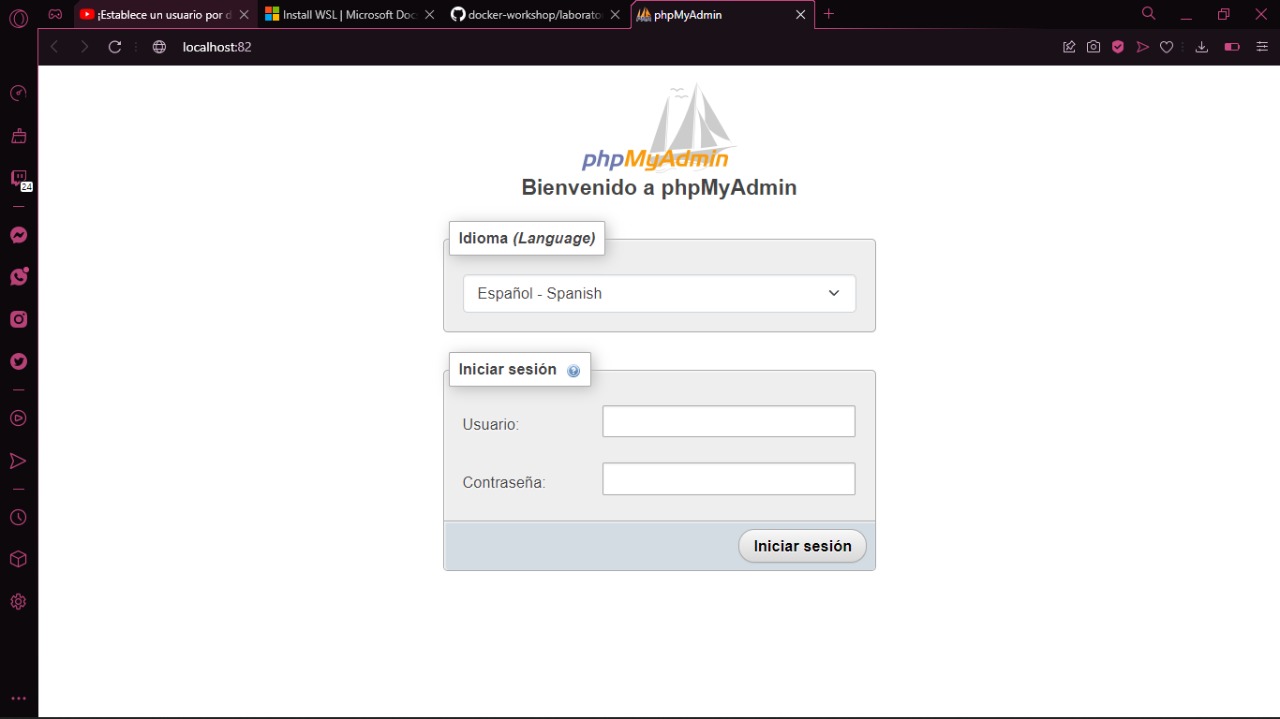 ¡Establece un usuario por d
Install WSL | Microsoft Doc
docker-workshop/laborato
phpMyAdmin
localhost:82
24
phpMyAdmin
Bienvenido a phpMyAdmin
Idioma (Language)
Español - Spanish
Iniciar sesión
Usuario:
Contraseña:
Iniciar sesión